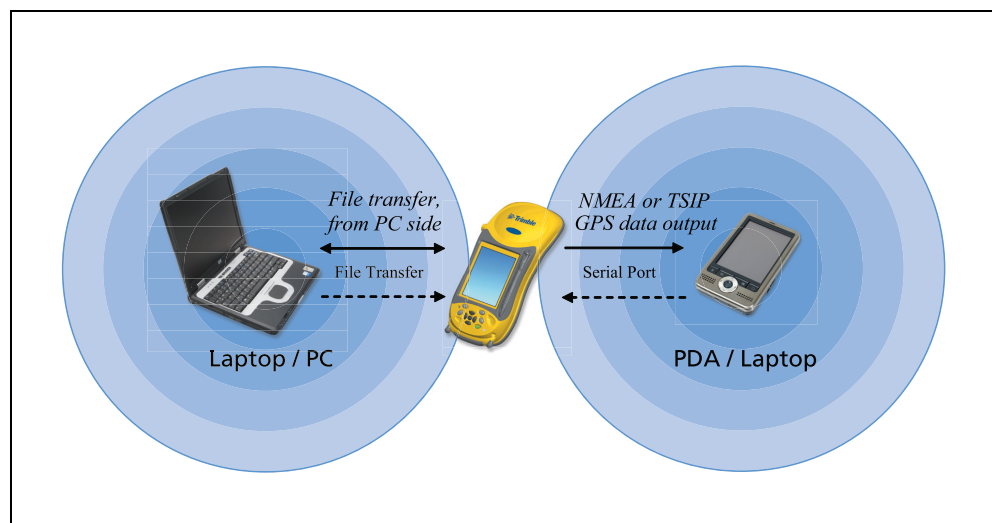 File transfer,
from PC side
File Transfer
Laptop / PC
Trimble
NMEA or TSIP
GPS data output
Serial Port
PDA / Laptop